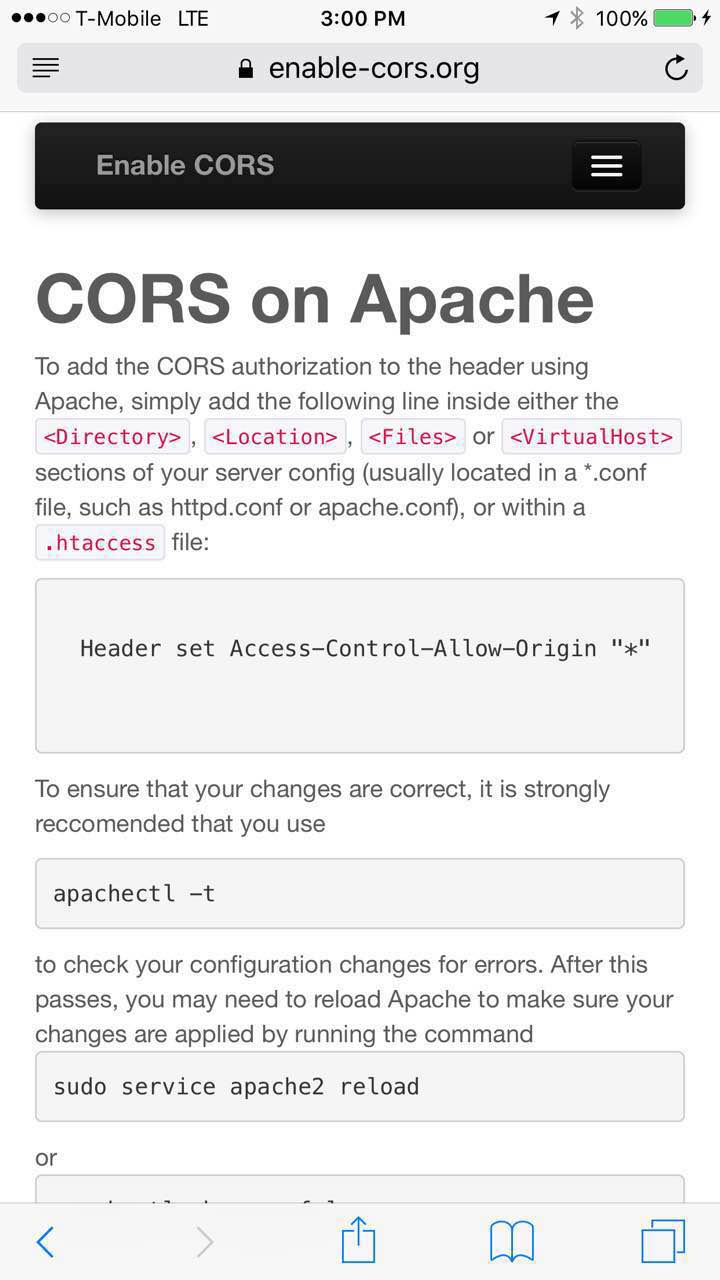 T-Mobile LTE 3:00 PM 100%
enable-cors.org
Enable CORS
CORS on Apache
To add the CORS authorization to the header using
Apache, simply add the following line inside either the
<Directory> , <Location> , <Files> or <VirtualHost>
sections of your server config (usually located in a *.conf
file, such as httpd.conf or apache.conf), or within a
.htaccess file:
Header set Access-Control-Allow-Origin "*"
To ensure that your changes are correct, it is strongly
reccomended that you use
apachectl -t
to check your configuration changes for errors. After this
passes, you may need to reload Apache to make sure your
changes are applied by running the command
sudo service apache2 reload
or